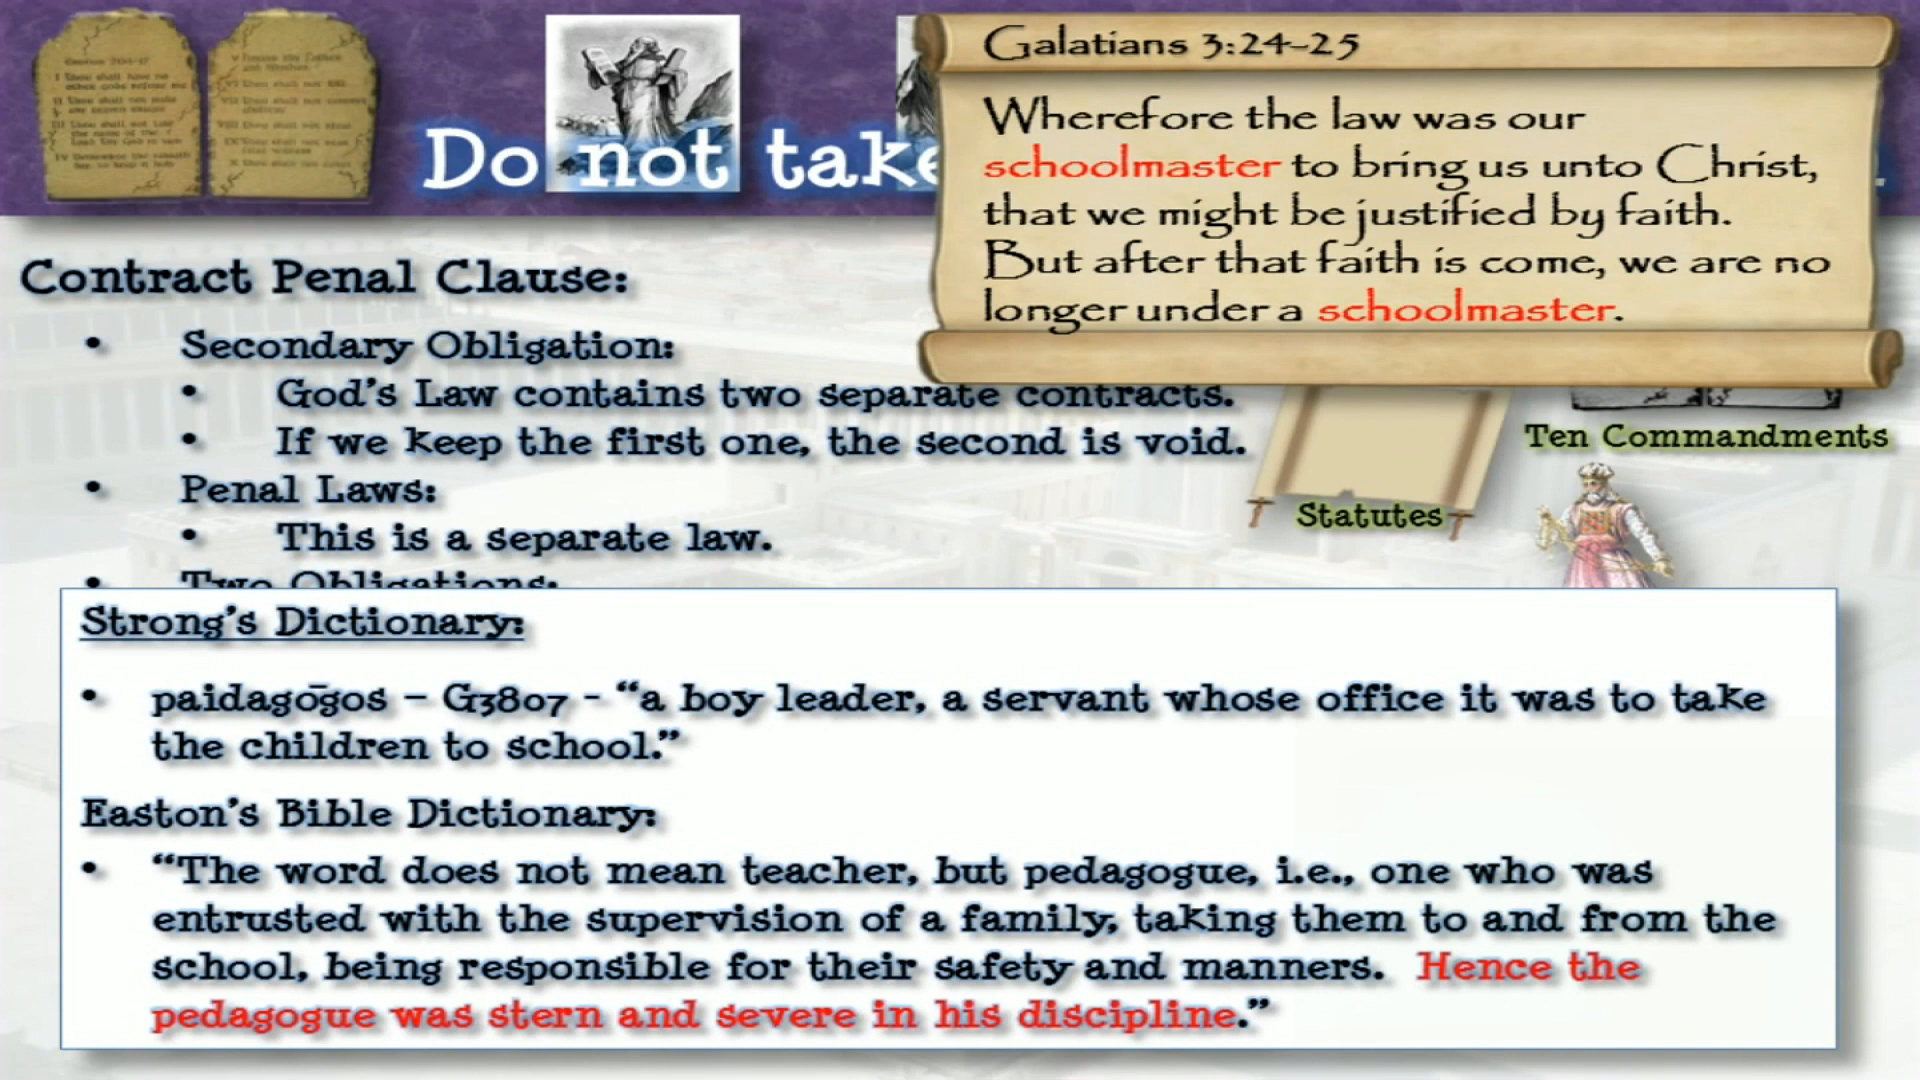 Do not take
Galatians 3:24-25
Wherefore the law was our
schoolmaster to bring us unto Christ,
that we might be justified by faith.
But after that faith is come, we are no
longer under a schoolmaster.
Contract Penal Clause:
• Secondary Obligation:
• God's Law contains two separate contracts.
• If we keep the first one, the second is void.
• Penal Laws:
• This is a separate law.
• Two Obligations:
Ten Commandments
Statutes
Strong's Dictionary:
• paidagōgos – G3807 - “a boy leader, a servant whose office it was to take
the children to school.”
Easton's Bible Dictionary:
• “The word does not mean teacher, but pedagogue, i.e., one who was
entrusted with the supervision of a family, taking them to and from the
school, being responsible for their safety and manners. Hence the
pedagogue was stern and severe in his discipline.”